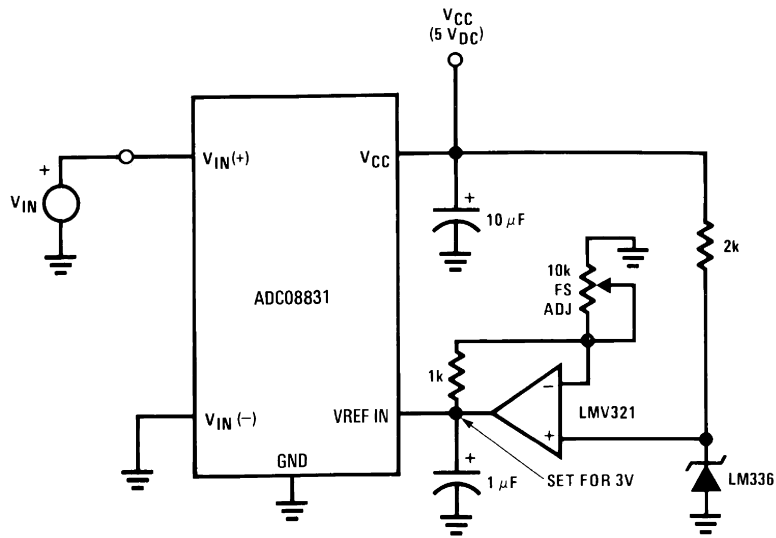 VCC
(5 VDC)
VIN(+)
VCC
+
VIN
+
10 µF
2k
10k
FS
ADJ
ADC08831
1k
−
LMV321
VIN(−)
VREF IN
+
GND
+
1 µF
SET FOR 3V
LM336